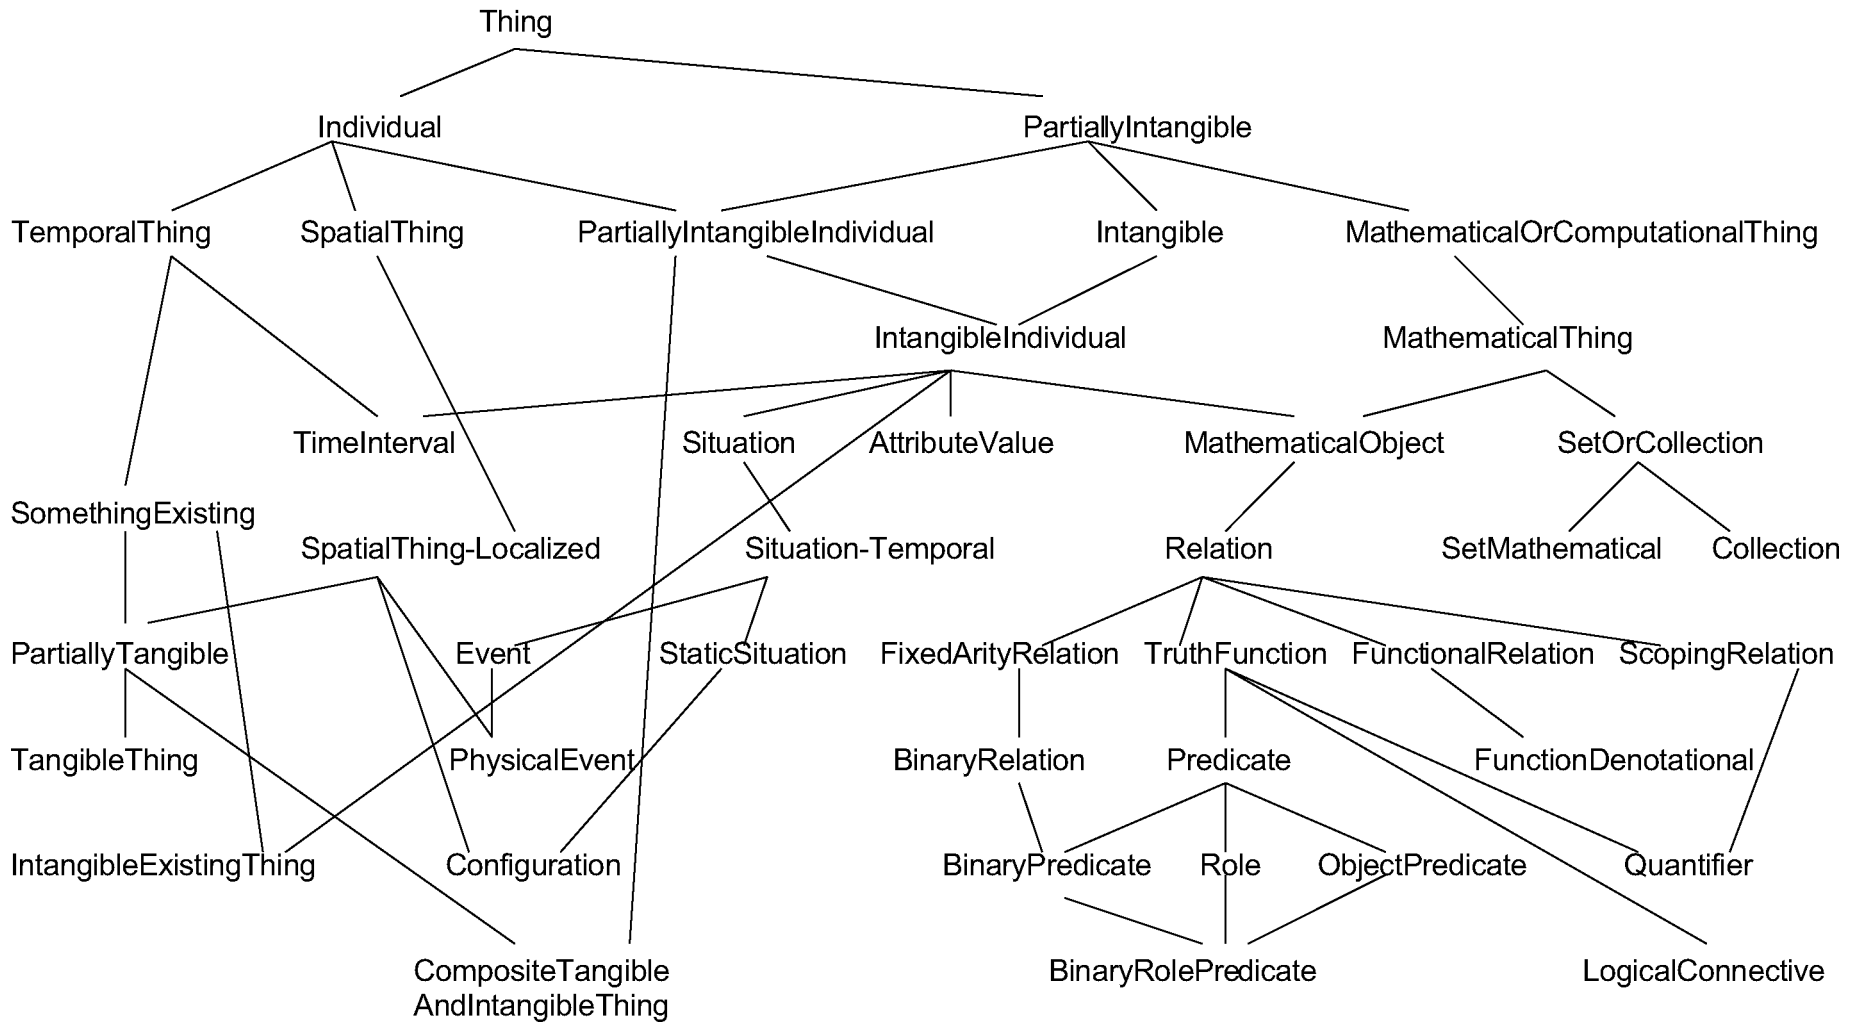 Thing
Individual
PartiallyIntangible
TemporalThing
SpatialThing
PartiallyIntangibleIndividual
Intangible
MathematicalOrComputationalThing
IntangibleIndividual
MathematicalThing
TimeInterval
Situation
AttributeValue
MathematicalObject
SetOrCollection
SomethingExisting
SpatialThing-Localized
Situation-Temporal
Relation
SetMathematical
Collection
PartiallyTangible
Event
StaticSituation
FixedArityRelation
TruthFunction
FunctionalRelation
ScopingRelation
TangibleThing
PhysicalEvent
BinaryRelation
Predicate
FunctionDenotational
IntangibleExistingThing
Configuration
BinaryPredicate
Role
ObjectPredicate
Quantifier
CompositeTangible
AndIntangibleThing
BinaryRolePredicate
LogicalConnective